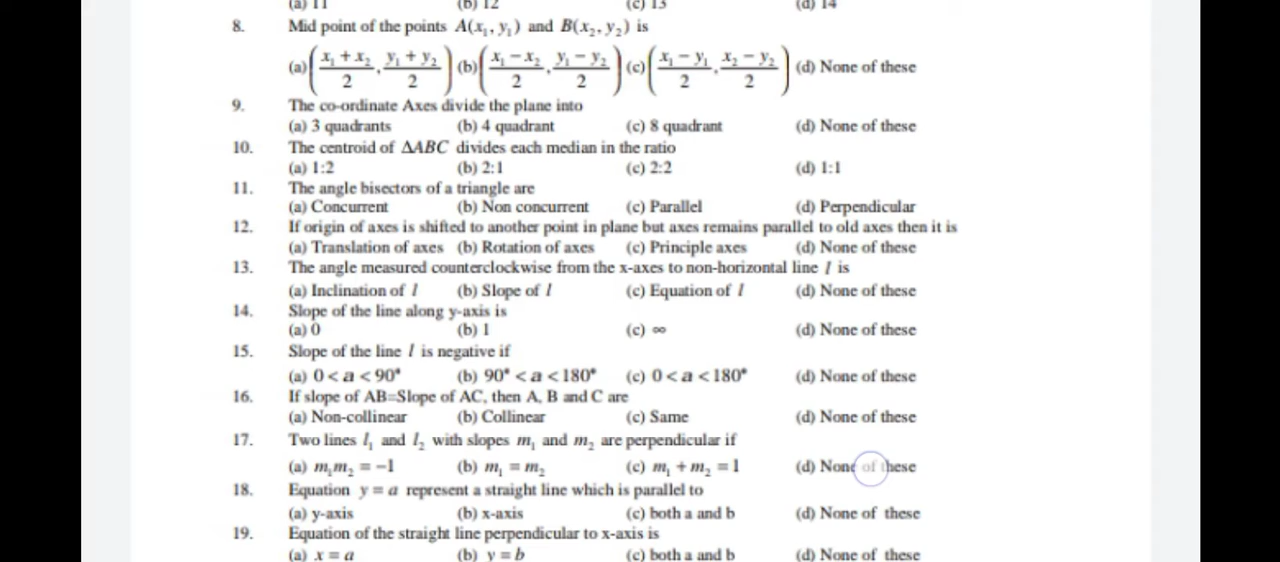 (a) 11 (b) 12 (c) 13 (d) 14
8. Mid point of the points A(x₁, y₁) and B(x₂, y₂) is
(a) ((x₁ + x₂)/2, (y₁ + y₂)/2) (b) ((x₁ − x₂)/2, (y₁ − y₂)/2) (c) ((x₁ − y₁)/2, (x₂ − y₂)/2) (d) None of these
9. The co-ordinate Axes divide the plane into
(a) 3 quadrants (b) 4 quadrant (c) 8 quadrant (d) None of these
10. The centroid of ΔABC divides each median in the ratio
(a) 1:2 (b) 2:1 (c) 2:2 (d) 1:1
11. The angle bisectors of a triangle are
(a) Concurrent (b) Non concurrent (c) Parallel (d) Perpendicular
12. If origin of axes is shifted to another point in plane but axes remains parallel to old axes then it is
(a) Translation of axes (b) Rotation of axes (c) Principle axes (d) None of these
13. The angle measured counterclockwise from the x-axes to non-horizontal line l is
(a) Inclination of l (b) Slope of l (c) Equation of l (d) None of these
14. Slope of the line along y-axis is
(a) 0 (b) 1 (c) ∞ (d) None of these
15. Slope of the line l is negative if
(a) 0 < a < 90° (b) 90° < a < 180° (c) 0 < a < 180° (d) None of these
16. If slope of AB=Slope of AC, then A, B and C are
(a) Non-collinear (b) Collinear (c) Same (d) None of these
17. Two lines l₁ and l₂ with slopes m₁ and m₂ are perpendicular if
(a) m₁m₂ = −1 (b) m₁ = m₂ (c) m₁ + m₂ = 1 (d) None of these
18. Equation y = a represent a straight line which is parallel to
(a) y-axis (b) x-axis (c) both a and b (d) None of these
19. Equation of the straight line perpendicular to x-axis is
(a) x = a (b) y = b (c) both a and b (d) None of these